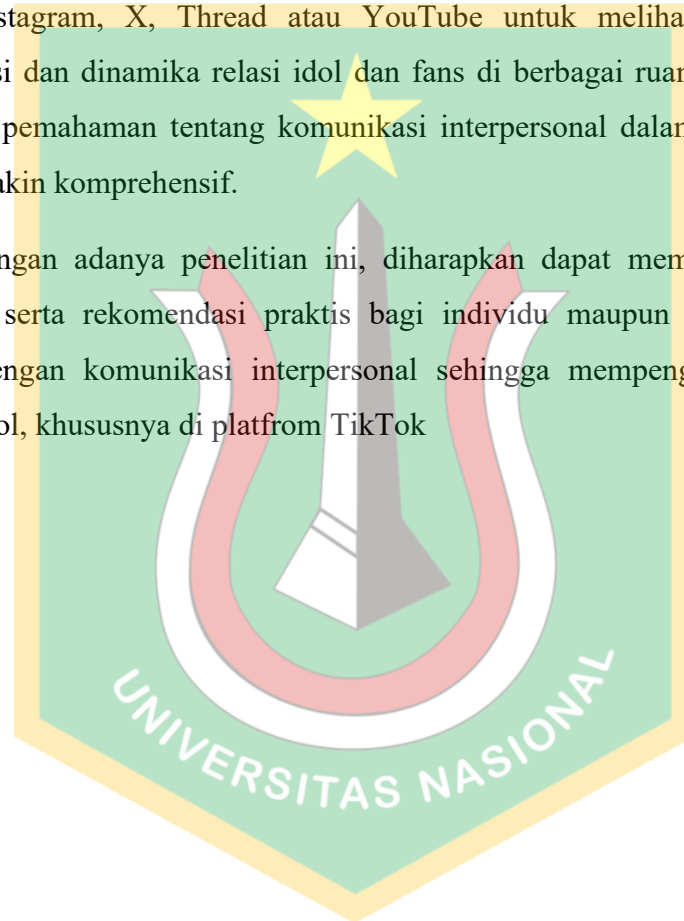 stagram, X, Thread atau YouTube untuk meliha
si dan dinamika relasi idol dan fans di berbagai ruan
pemahaman tentang komunikasi interpersonal dalan
akin komprehensif.
ngan adanya penelitian ini, diharapkan dapat mem
serta rekomendasi praktis bagi individu maupun
engan komunikasi interpersonal sehingga mempeng
ol, khususnya di platfrom TikTok
UNIVERSITAS NASIONAL